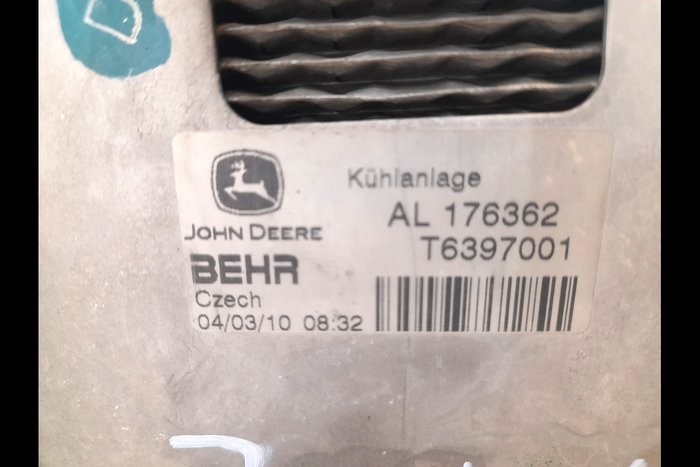 Kühlanlage
AL 176362
JOHN DEERE
T6397001
BEHR
Czech
04/03/10 08:32